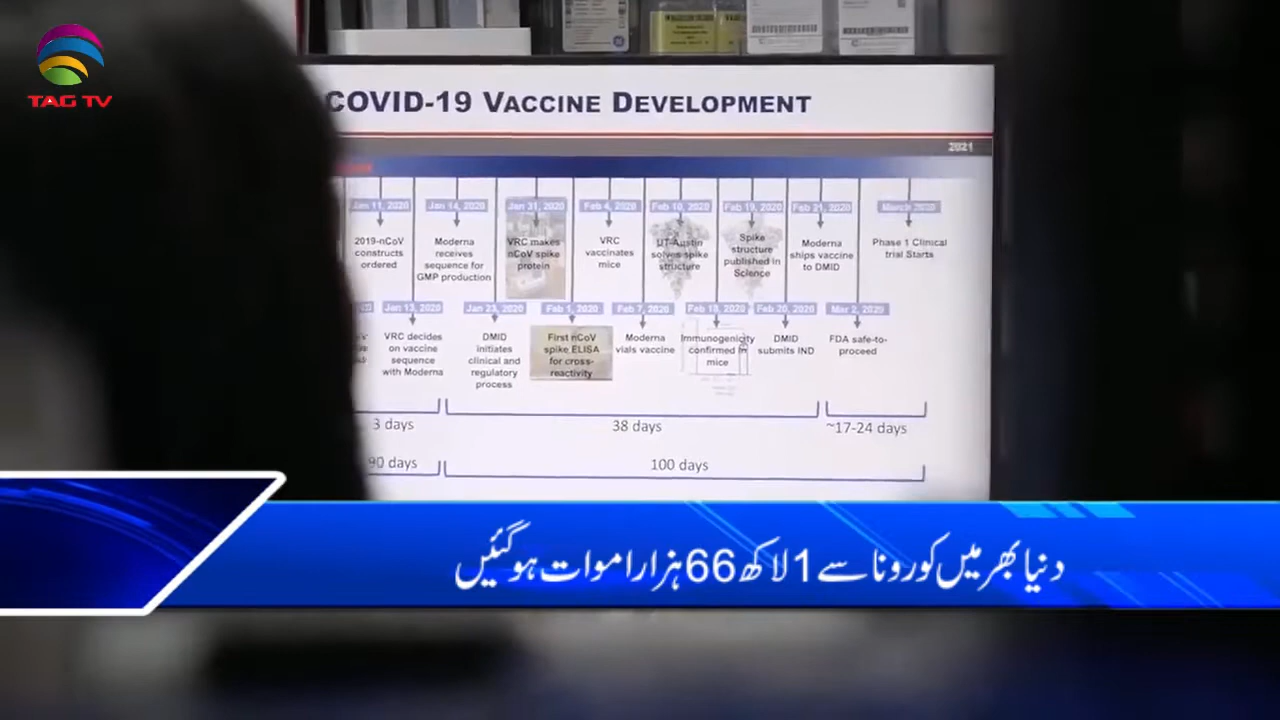 TAG TV
COVID-19 VACCINE DEVELOPMENT
2021
Jan 11, 2020
Jan 14, 2020
Jan 31, 2020
Feb 4, 2020
Feb 10, 2020
Feb 19, 2020
Feb 21, 2020
March 2020
2019-nCoV
constructs
ordered
Moderna
receives
sequence for
GMP production
VRC makes
nCoV spike
protein
VRC
vaccinates
mice
UT-Austin
solves spike
structure
Spike
structure
published in
Science
Moderna
ships vaccine
to DMID
Phase 1 Clinical
trial Starts
Jan 13, 2020
Jan 23, 2020
Feb 1, 2020
Feb 7, 2020
Feb 18, 2020
Feb 20, 2020
Mar 2, 2020
VRC decides
on vaccine
sequence
with Moderna
DMID
initiates
clinical and
regulatory
process
First nCoV
spike ELISA
for cross-
reactivity
Moderna
vials vaccine
Immunogenicity
confirmed in
mice
DMID
submits IND
FDA safe-to-
proceed
3 days
38 days
~17-24 days
90 days
100 days
دنیا بھر میں کورونا سے 1 لاکھ 66 ہزار اموات ہوگئیں